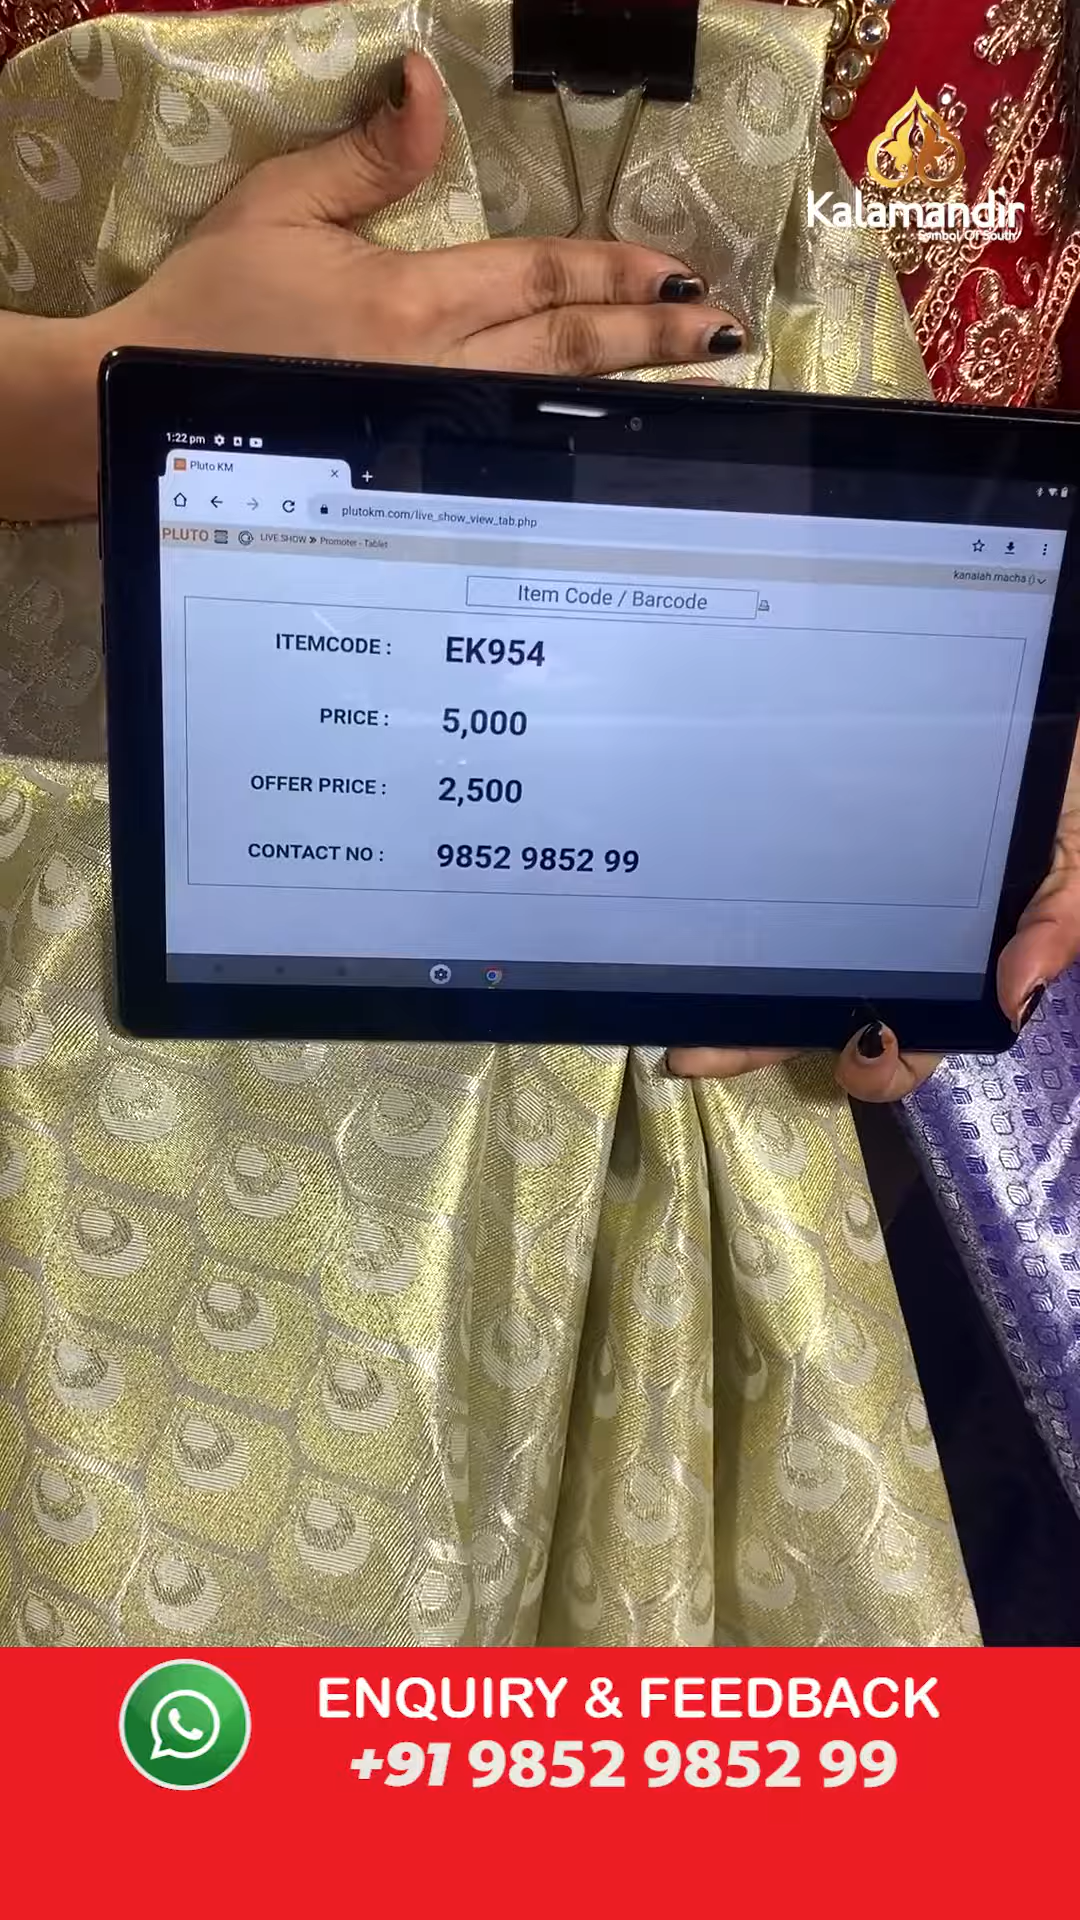 Kalamandir
Symbol Of South
1:22 pm
Pluto KM
plutokm.com/live_show_view_tab.php
PLUTO
LIVE SHOW >> Promoter - Tablet
kanaiah macha ()
Item Code / Barcode
ITEMCODE : EK954
PRICE : 5,000
OFFER PRICE : 2,500
CONTACT NO : 9852 9852 99
ENQUIRY & FEEDBACK
+91 9852 9852 99